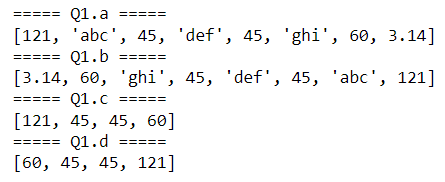 ===== Q1.a =====
[121, 'abc', 45, 'def', 45, 'ghi', 60, 3.14]
===== Q1.b =====
[3.14, 60, 'ghi', 45, 'def', 45, 'abc', 121]
===== Q1.c =====
[121, 45, 45, 60]
===== Q1.d =====
[60, 45, 45, 121]